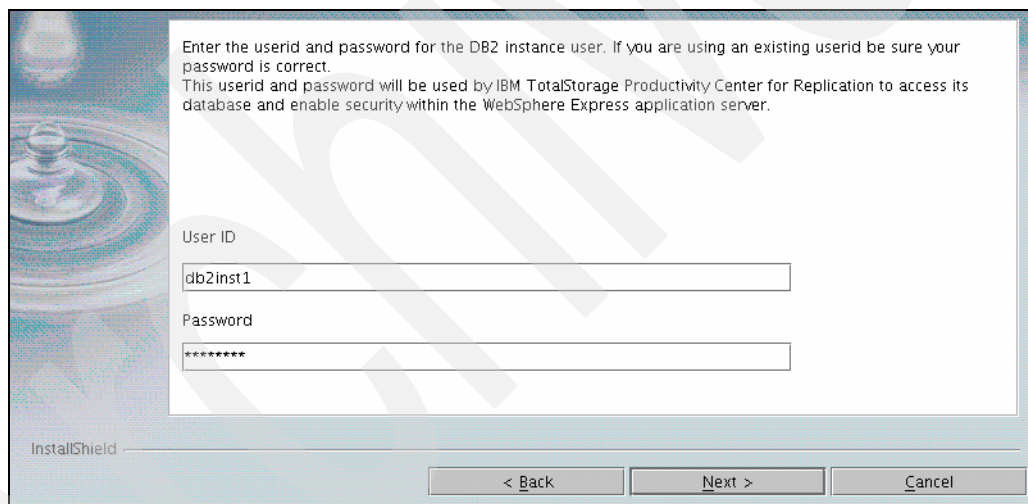 Enter the userid and password for the DB2 instance user. If you are using an existing userid be sure your
password is correct.
This userid and password will be used by IBM TotalStorage Productivity Center for Replication to access its
database and enable security within the WebSphere Express application server.
User ID
db2inst1
Password
********
InstallShield
< Back
Next >
Cancel